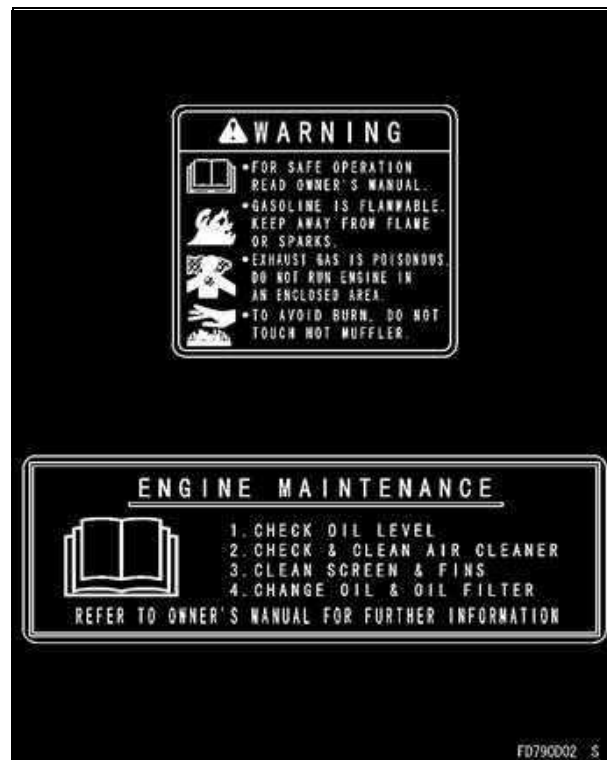 WARNING
•FOR SAFE OPERATION
READ OWNER'S MANUAL.
•GASOLINE IS FLAMMABLE.
KEEP AWAY FROM FLAME
OR SPARKS.
•EXHAUST GAS IS POISONOUS.
DO NOT RUN ENGINE IN
AN ENCLOSED AREA.
•TO AVOID BURN, DO NOT
TOUCH HOT MUFFLER.
ENGINE MAINTENANCE
1. CHECK OIL LEVEL
2. CHECK & CLEAN AIR CLEANER
3. CLEAN SCREEN & FINS
4. CHANGE OIL & OIL FILTER
REFER TO OWNER'S MANUAL FOR FURTHER INFORMATION
FD790D02 S